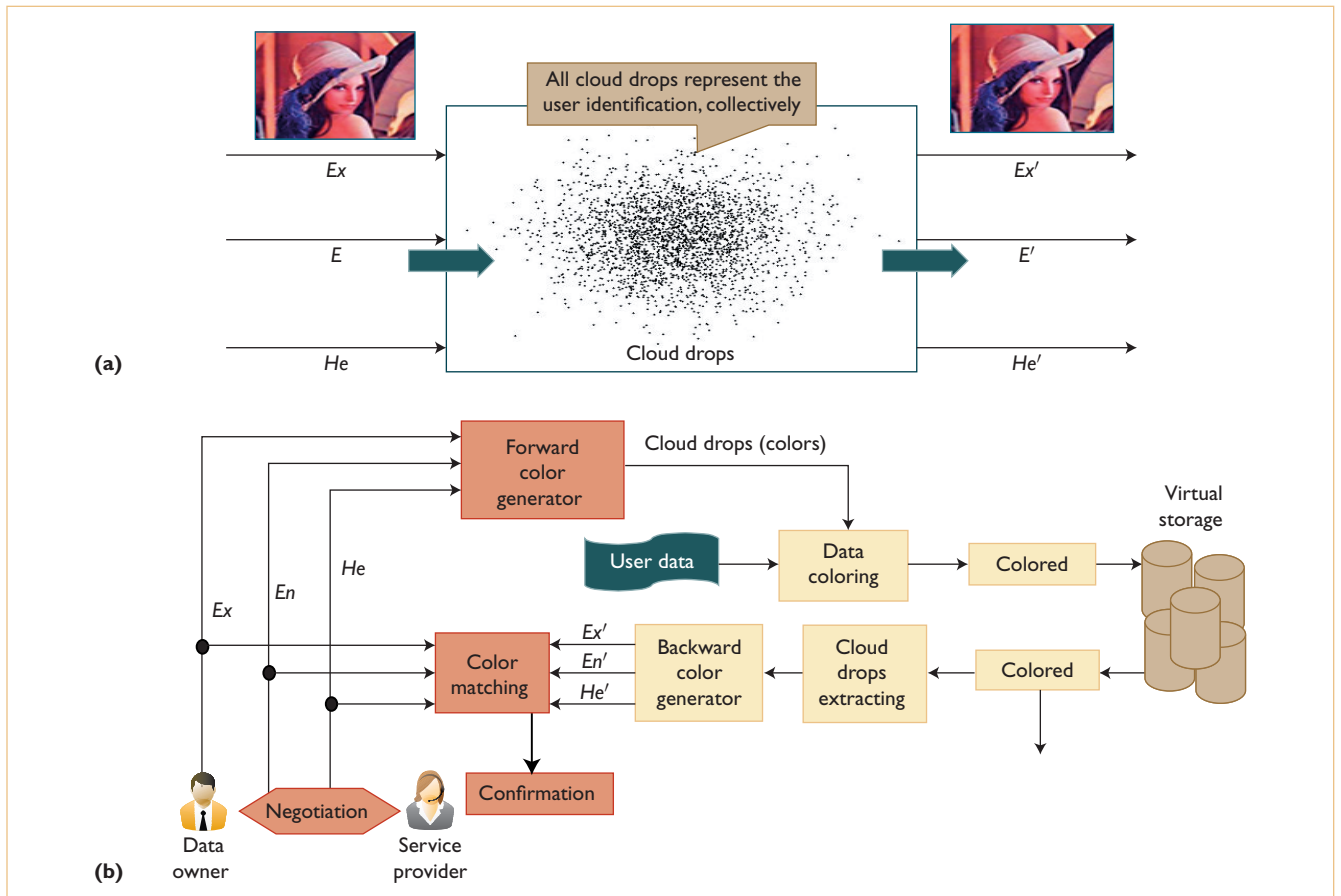 All cloud drops represent the
user identification, collectively
Ex
Ex′
E
E′
He
He′
Cloud drops
(a)
Forward
color
generator
Cloud drops (colors)
Virtual
storage
User data
Data
coloring
Colored
He
En
Ex
Color
matching
Ex′
En′
He′
Backward
color
generator
Cloud
drops
extracting
Colored
Confirmation
Negotiation
Data
owner
Service
provider
(b)